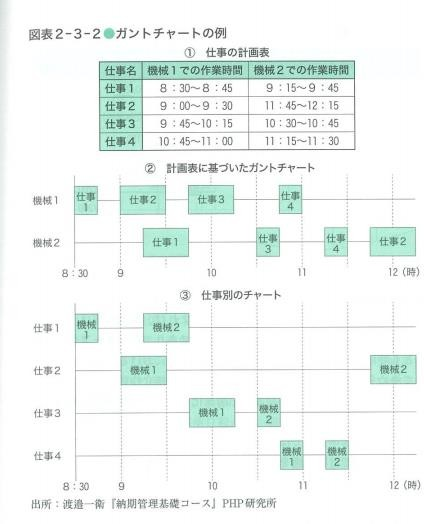 図表2-3-2●ガントチャートの例
① 仕事の計画表
仕事名 機械1での作業時間 機械2での作業時間
仕事1 8：30～8：45 9：15～9：45
仕事2 9：00～9：30 11：45～12：15
仕事3 9：45～10：15 10：30～10：45
仕事4 10：45～11：00 11：15～11：30
② 計画表に基づいたガントチャート
機械1 仕事1 仕事2 仕事3 仕事4
機械2 仕事1 仕事3 仕事4 仕事2
8：30 9 10 11 12（時）
③ 仕事別のチャート
仕事1 機械1 機械2
仕事2 機械1 機械2
仕事3 機械1 機械2
仕事4 機械1 機械2
8：30 9 10 11 12（時）
出所：渡邉一衛『納期管理基礎コース』PHP研究所